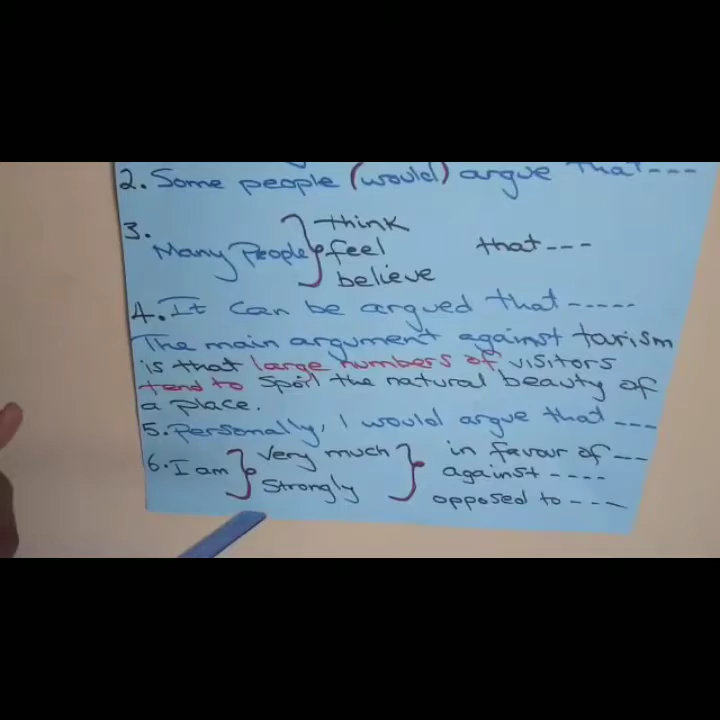 2. Some people (would) argue that---
3.
Many People } think
feel that---
believe
4. It can be argued that-----
The main argument against tarism
is that large numbers of visitors
tend to spoil the natural beauty of
a place.
5. Personally, I would argue that ---
6. I am } very much } in favour of ---
Strongly against ----
opposed to ----